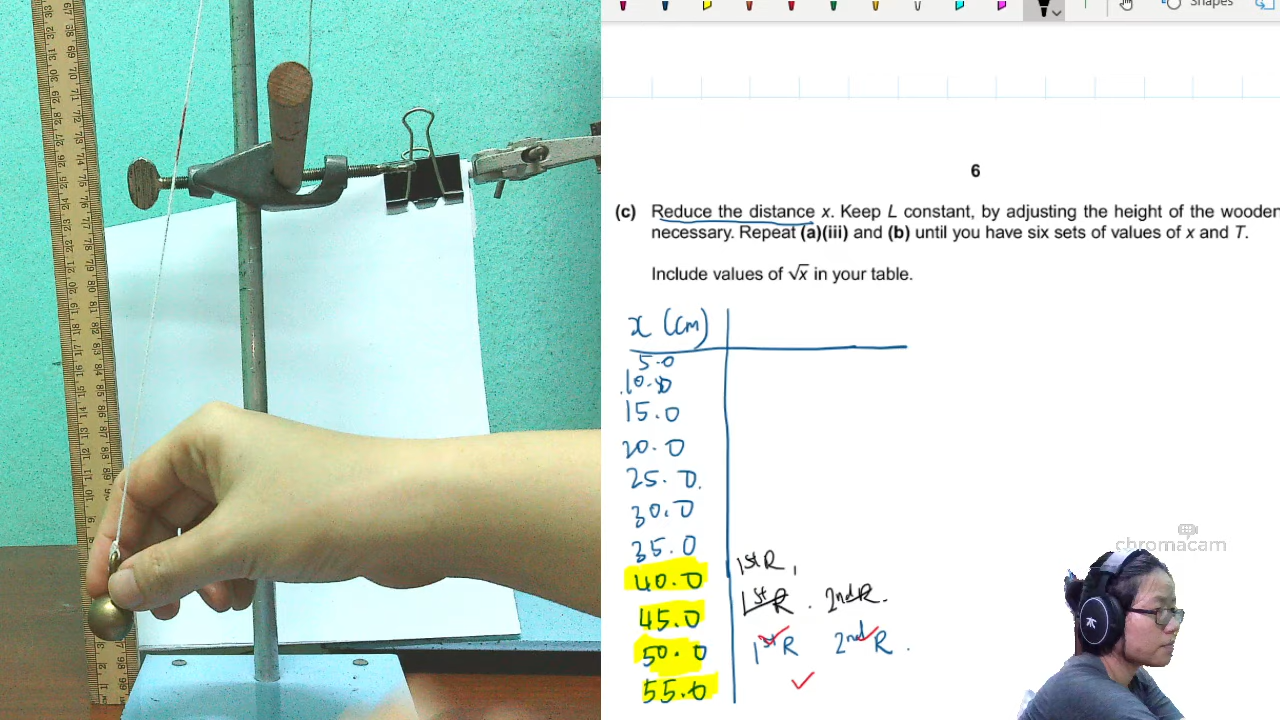 Shapes
6
(c) Reduce the distance x. Keep L constant, by adjusting the height of the wooden
necessary. Repeat (a)(iii) and (b) until you have six sets of values of x and T.
Include values of √x in your table.
x (cm)
5.0
10.0
15.0
20.0
25.0
30.0
35.0
40.0 1st R,
45.0 1st R. 2nd R.
50.0 1st R 2nd R.
55.0
chromacam